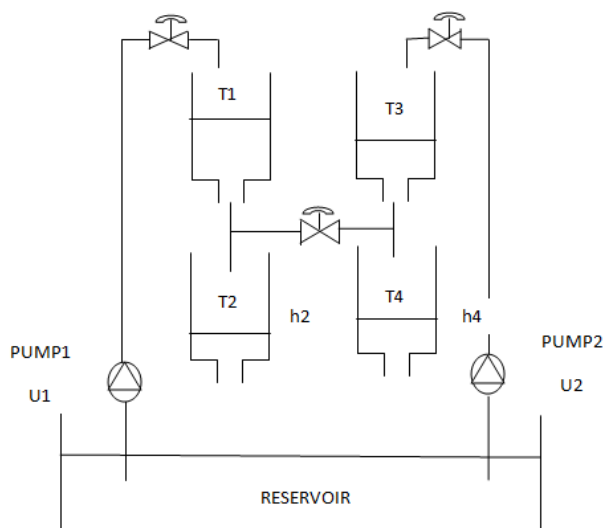 T1
T3
T2
h2
T4
h4
PUMP1
PUMP2
U1
U2
RESERVOIR